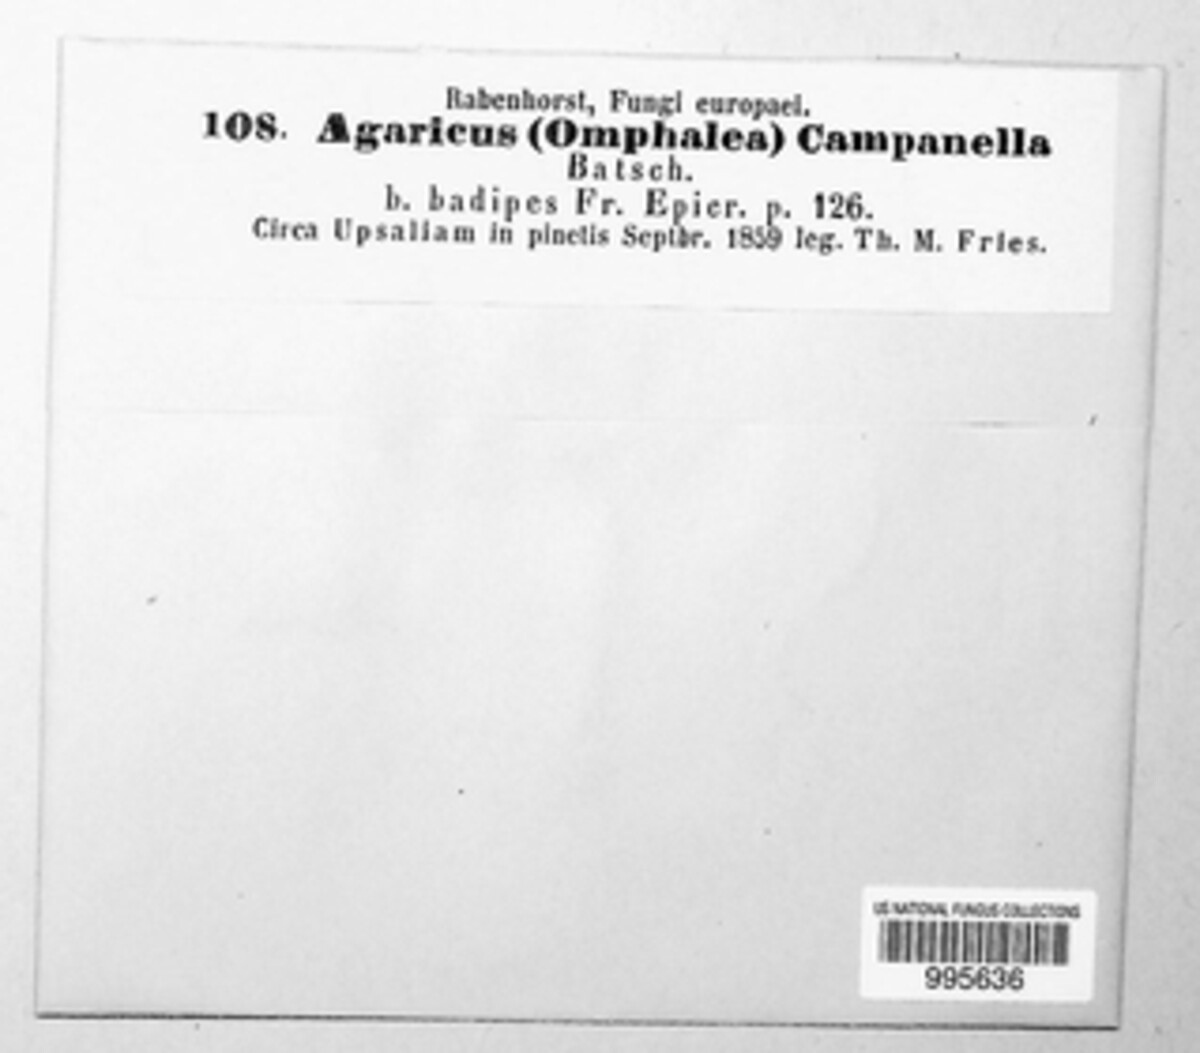 Rabenhorst, Fungi europaei.
108. Agaricus (Omphalea) Campanella
Batsch.
b. badipes Fr. Epicr. p. 126.
Circa Upsaliam in pinetis Septbr. 1859 leg. Th. M. Fries.
US NATIONAL FUNGUS COLLECTIONS
995636